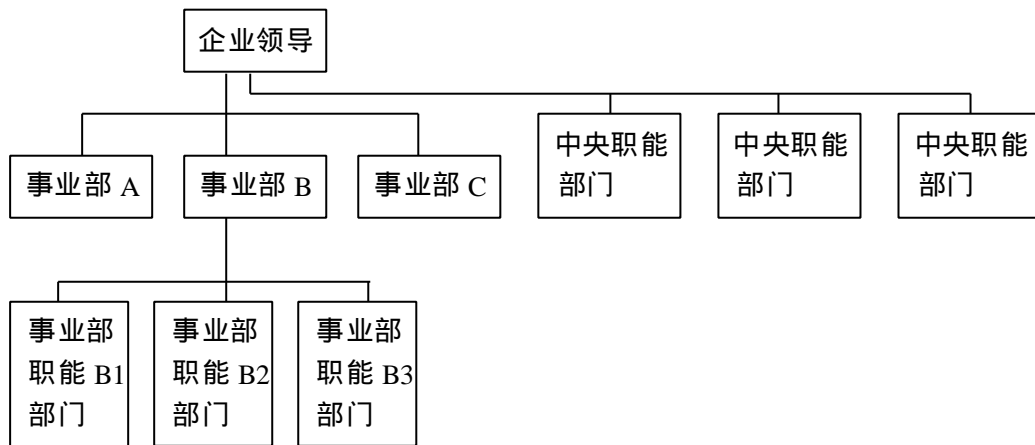 企业领导
中央职能
部门
中央职能
部门
中央职能
部门
事业部 A
事业部 B
事业部 C
事业部
职能 B1
部门
事业部
职能 B2
部门
事业部
职能 B3
部门